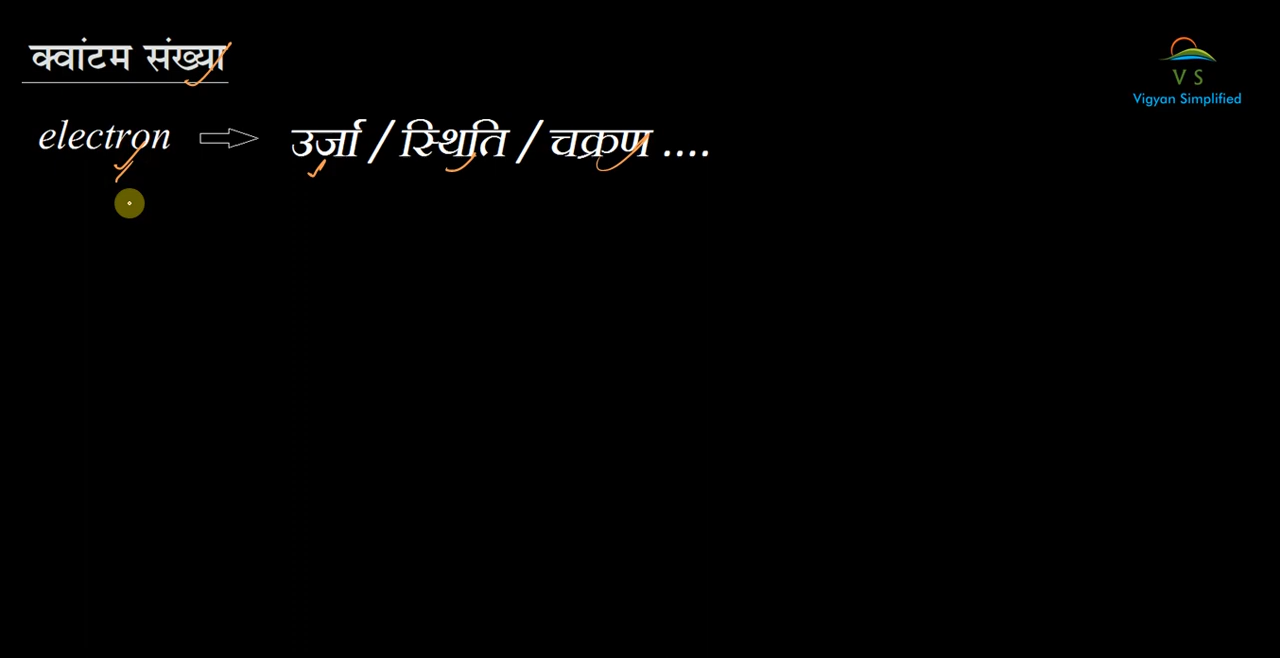 क्वांटम संख्या
V S
Vigyan Simplified
electron ⇨ उर्जा / स्थिति / चक्रण ....